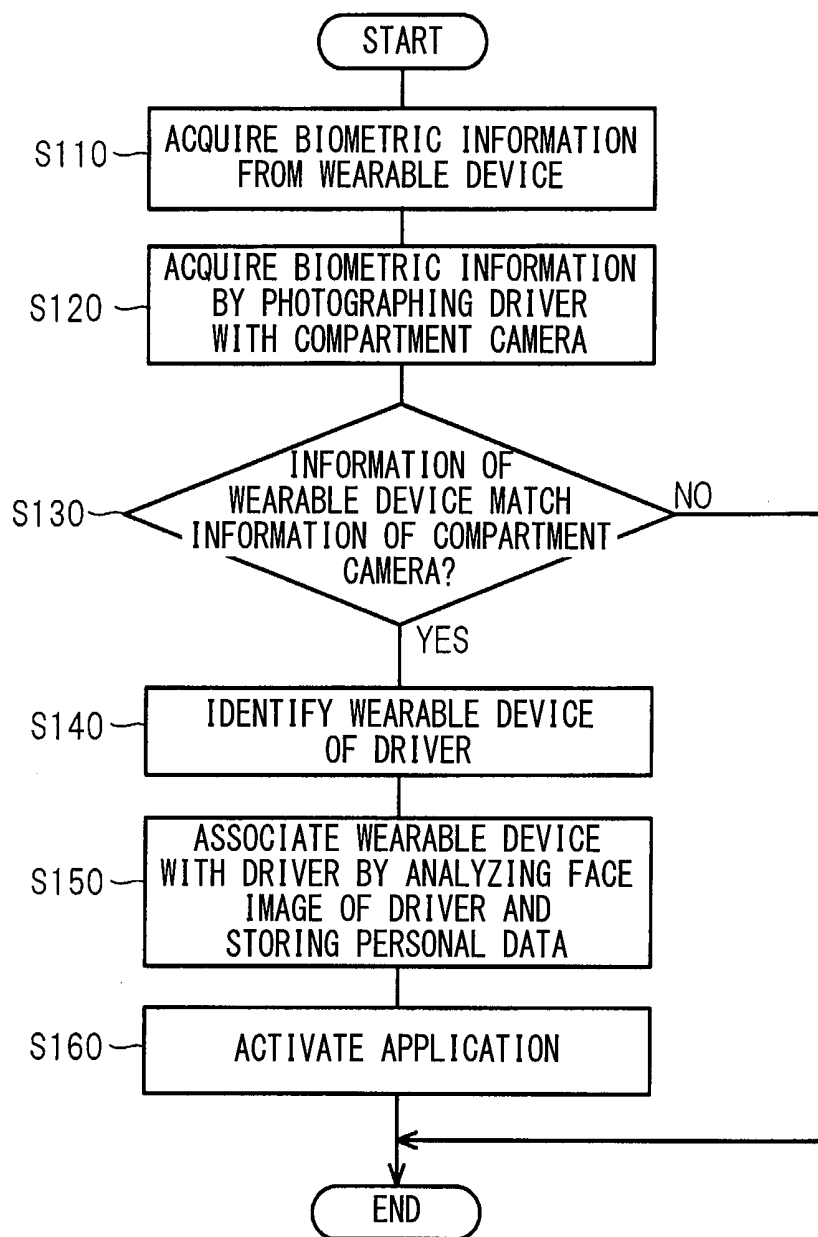 START
S110
ACQUIRE BIOMETRIC INFORMATION
FROM WEARABLE DEVICE
S120
ACQUIRE BIOMETRIC INFORMATION
BY PHOTOGRAPHING DRIVER
WITH COMPARTMENT CAMERA
S130
INFORMATION OF
WEARABLE DEVICE MATCH
INFORMATION OF COMPARTMENT
CAMERA?
NO
YES
S140
IDENTIFY WEARABLE DEVICE
OF DRIVER
S150
ASSOCIATE WEARABLE DEVICE
WITH DRIVER BY ANALYZING FACE
IMAGE OF DRIVER AND
STORING PERSONAL DATA
S160
ACTIVATE APPLICATION
END